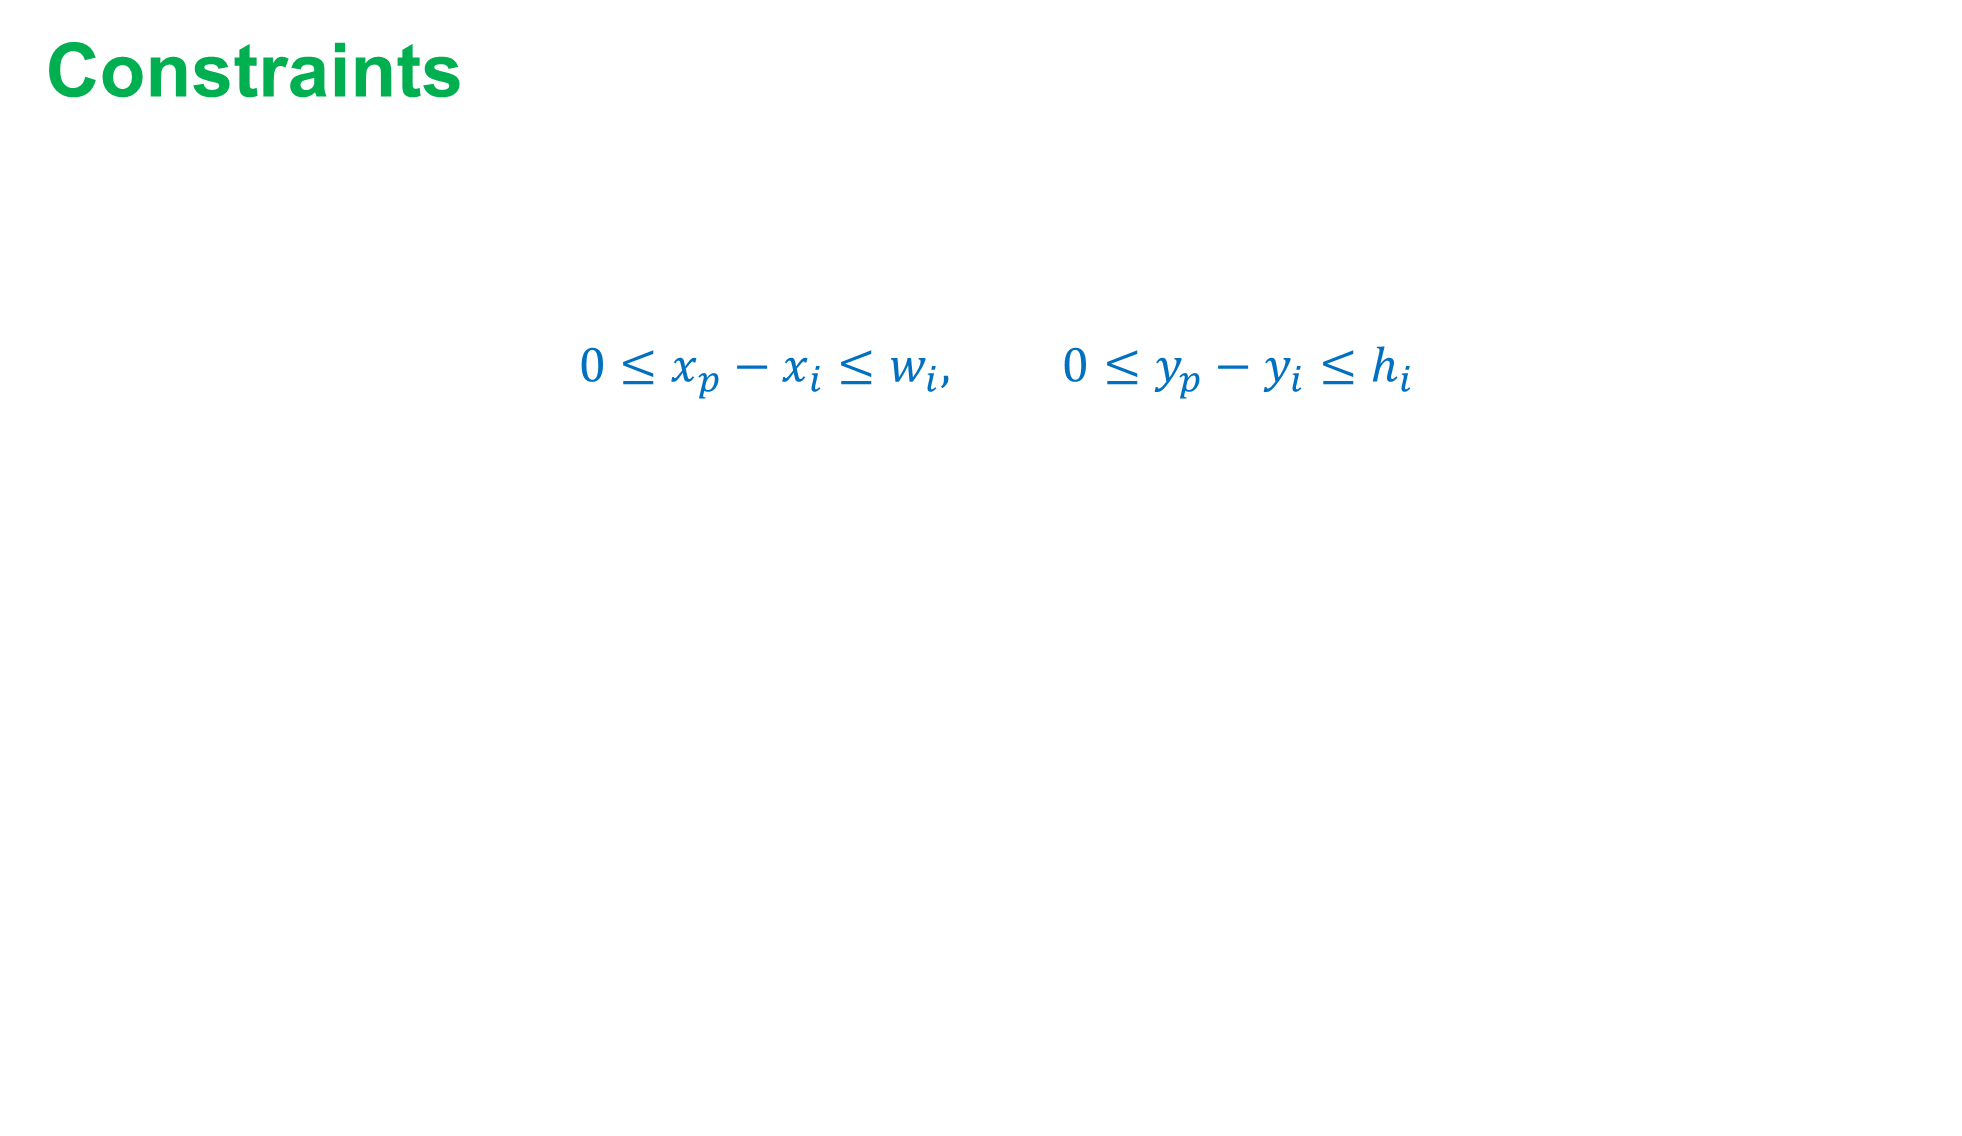 Constraints
0 ≤ x_p − x_i ≤ w_i, 0 ≤ y_p − y_i ≤ h_i